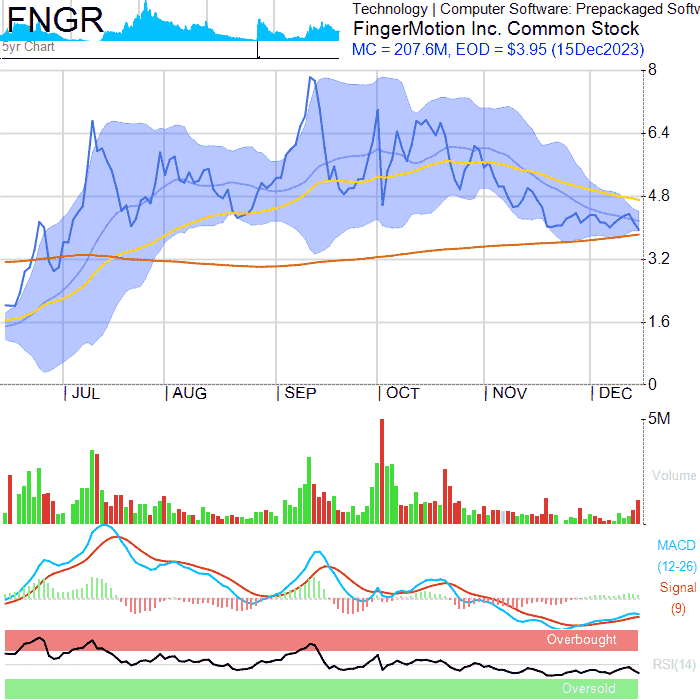 FNGR
5yr Chart
Technology | Computer Software: Prepackaged Softw
FingerMotion Inc. Common Stock
MC = 207.6M, EOD = $3.95 (15Dec2023)
8
6.4
4.8
3.2
1.6
0
JUL AUG SEP OCT NOV DEC
5M
Volume
MACD
(12-26)
Signal
(9)
Overbought
RSI(14)
Oversold